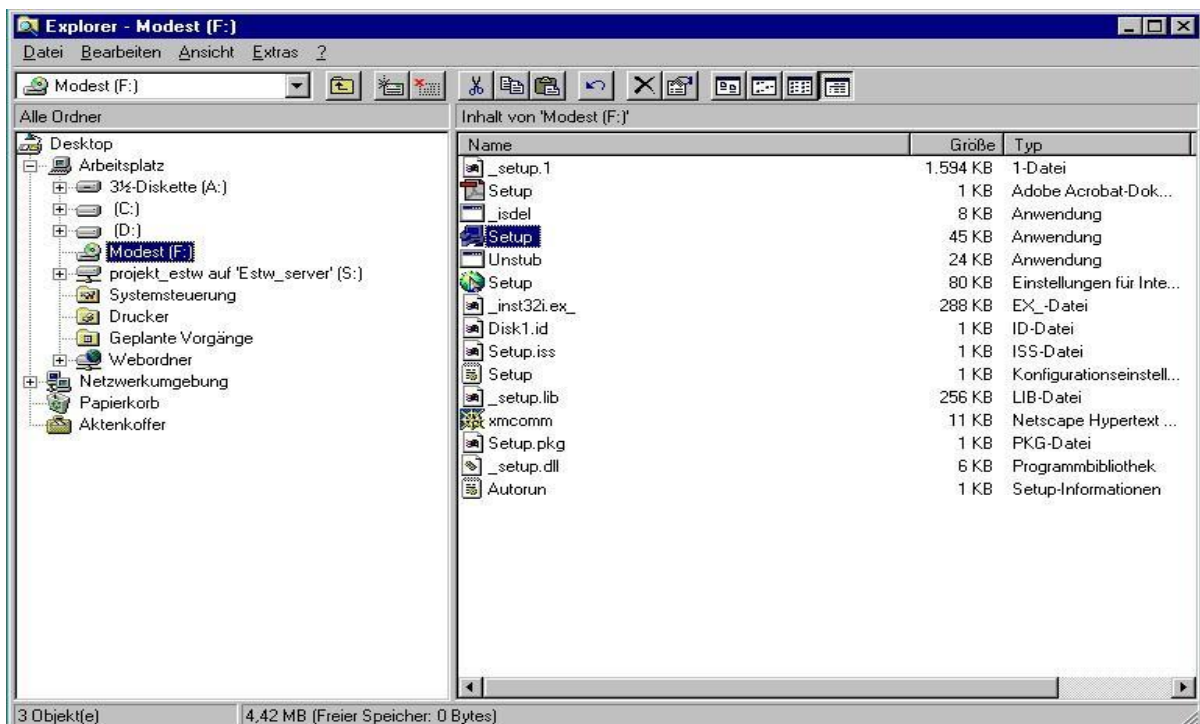 Explorer - Modest (F:)
Datei Bearbeiten Ansicht Extras ?
Modest (F:)
Alle Ordner
Inhalt von 'Modest (F:)'
Desktop
Arbeitsplatz
3½-Diskette (A:)
(C:)
(D:)
Modest (F:)
projekt_estw auf 'Estw_server' (S:)
Systemsteuerung
Drucker
Geplante Vorgänge
Webordner
Netzwerkumgebung
Papierkorb
Aktenkoffer
Name Größe Typ
_setup.1 1.594 KB 1-Datei
Setup 1 KB Adobe Acrobat-Dok...
_isdel 8 KB Anwendung
Setup 45 KB Anwendung
Unstub 24 KB Anwendung
Setup 80 KB Einstellungen für Inte...
_inst32i.ex_ 288 KB EX_-Datei
Disk1.id 1 KB ID-Datei
Setup.iss 1 KB ISS-Datei
Setup 1 KB Konfigurationseinstell...
_setup.lib 256 KB LIB-Datei
xmcomm 11 KB Netscape Hypertext ...
Setup.pkg 1 KB PKG-Datei
_setup.dll 6 KB Programmbibliothek
Autorun 1 KB Setup-Informationen
3 Objekt(e) 4,42 MB (Freier Speicher: 0 Bytes)